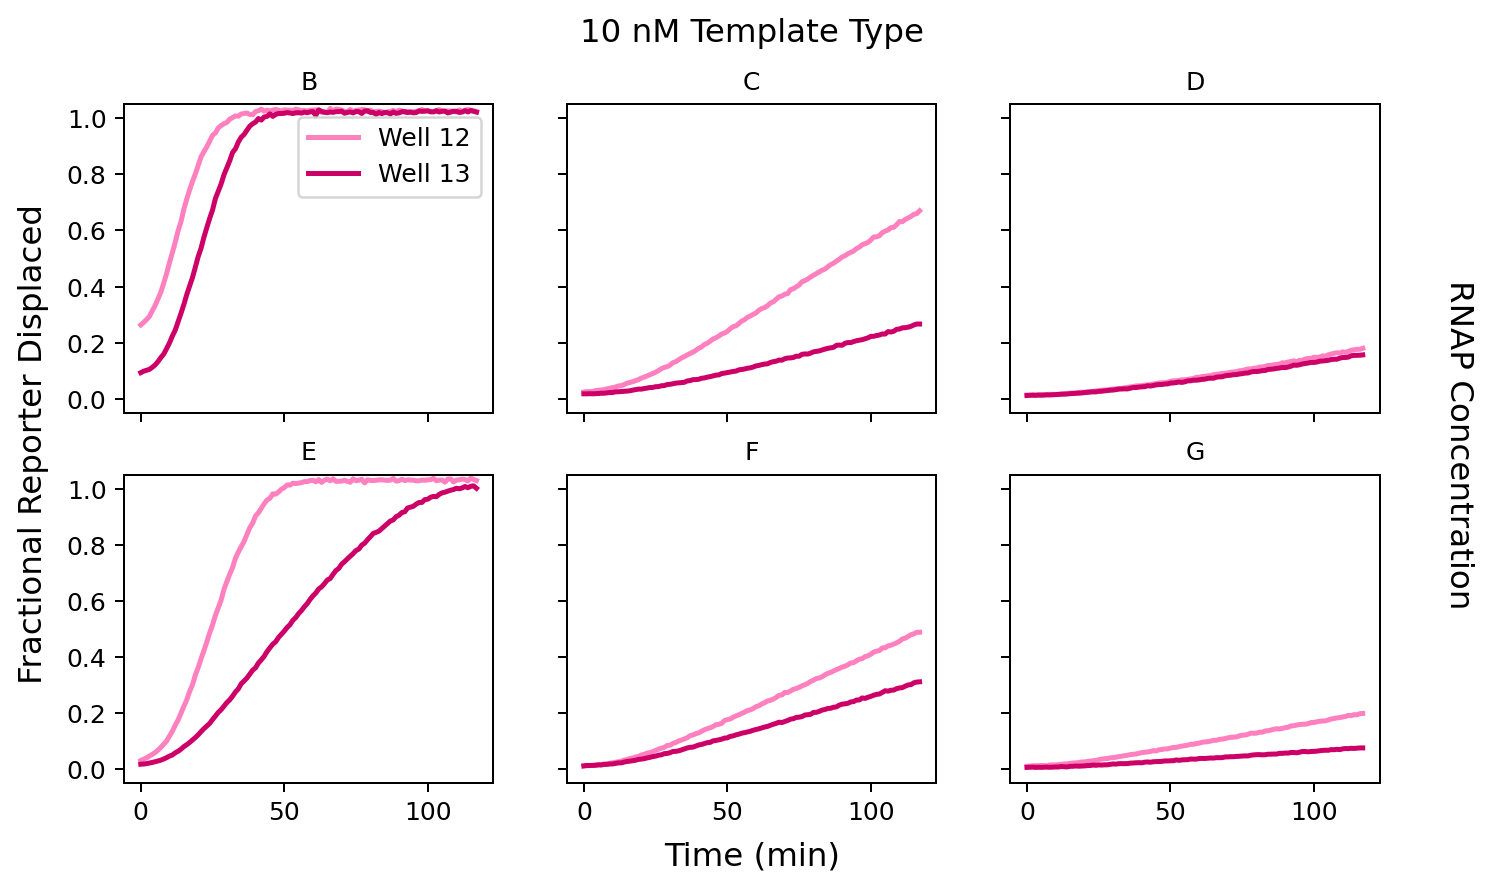 10 nM Template Type
B
C
D
1.0
0.8
0.6
0.4
0.2
0.0
Well 12
Well 13
Fractional Reporter Displaced
RNAP Concentration
E
F
G
1.0
0.8
0.6
0.4
0.2
0.0
0 50 100
0 50 100
0 50 100
Time (min)